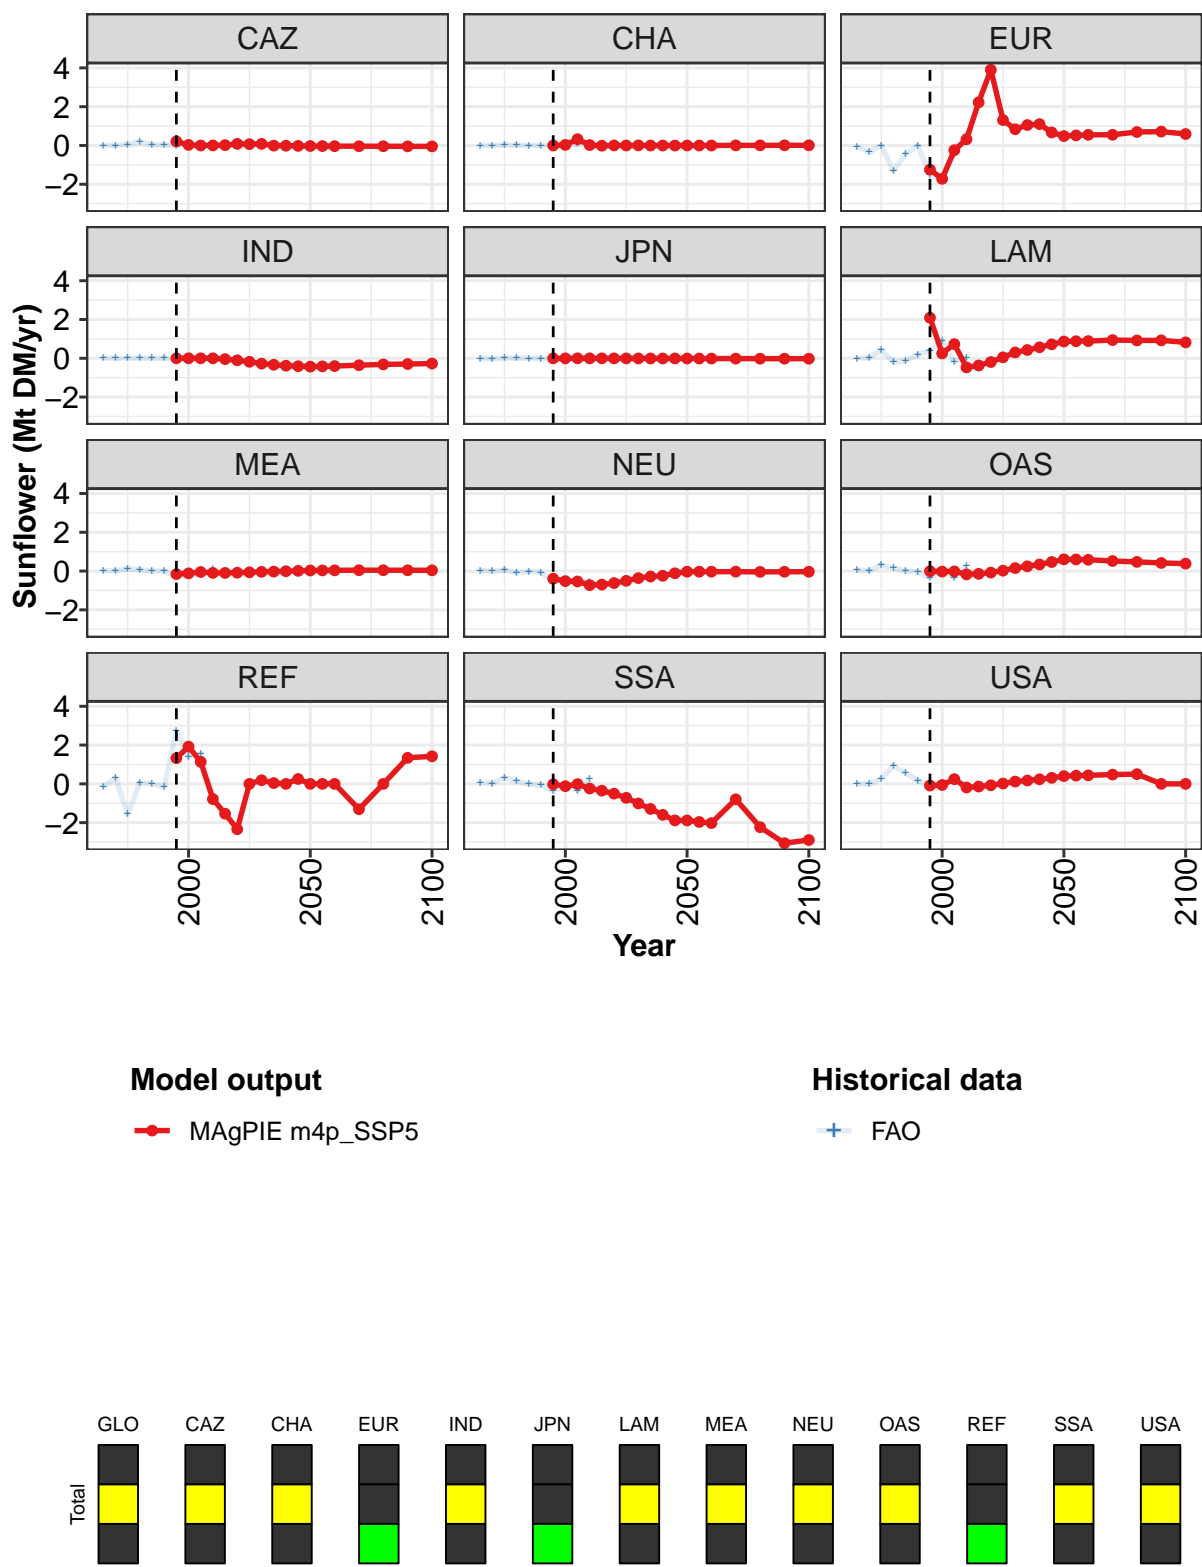 CAZ CHA EUR
4
2
0
−2
IND JPN LAM
4
2
0
−2
MEA NEU OAS
4
2
0
−2
REF SSA USA
4
2
0
−2
Sunflower (Mt DM/yr)
2000 2050 2100 2000 2050 2100 2000 2050 2100
Year
Model output Historical data
MAgPIE m4p_SSP5 FAO
GLO CAZ CHA EUR IND JPN LAM MEA NEU OAS REF SSA USA
Total